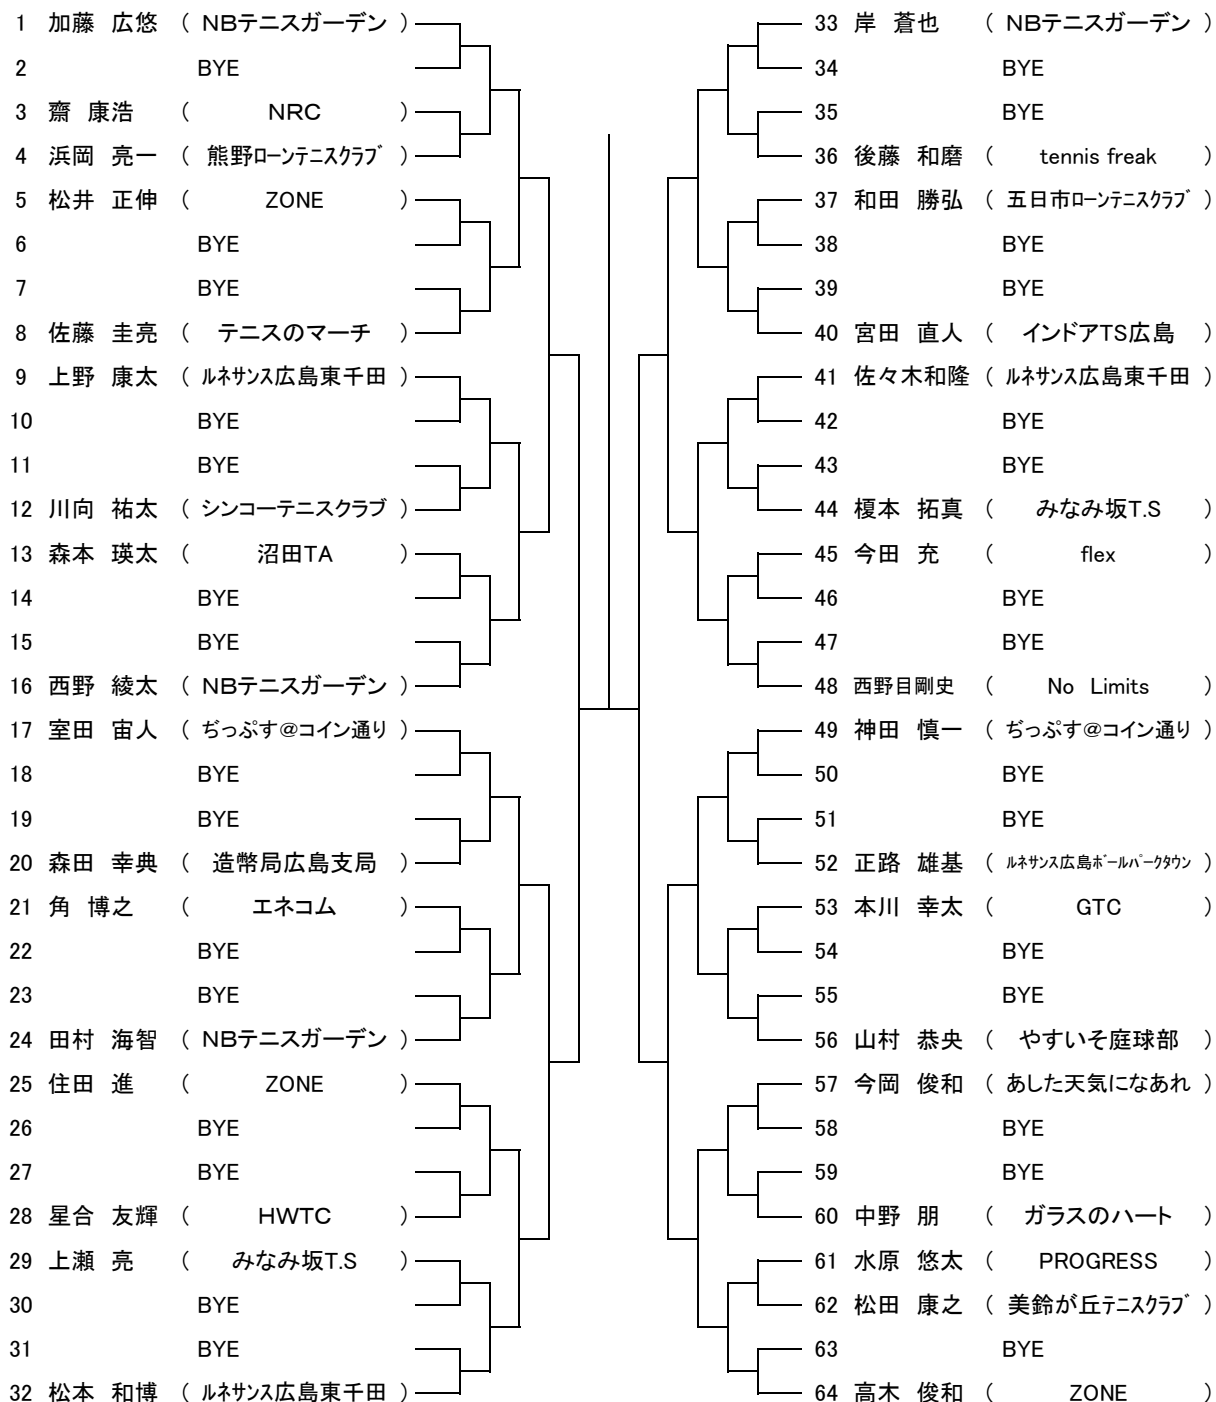 1 加藤 広悠 ( NBテニスガーデン )
2 BYE
3 齋 康浩 ( NRC )
4 浜岡 亮一 ( 熊野ローンテニスクラブ )
5 松井 正伸 ( ZONE )
6 BYE
7 BYE
8 佐藤 圭亮 ( テニスのマーチ )
9 上野 康太 ( ルネサンス広島東千田 )
10 BYE
11 BYE
12 川向 祐太 ( シンコーテニスクラブ )
13 森本 瑛太 ( 沼田TA )
14 BYE
15 BYE
16 西野 綾太 ( NBテニスガーデン )
17 室田 宙人 ( ぢっぷす@コイン通り )
18 BYE
19 BYE
20 森田 幸典 ( 造幣局広島支局 )
21 角 博之 ( エネコム )
22 BYE
23 BYE
24 田村 海智 ( NBテニスガーデン )
25 住田 進 ( ZONE )
26 BYE
27 BYE
28 星合 友輝 ( HWTC )
29 上瀬 亮 ( みなみ坂T.S )
30 BYE
31 BYE
32 松本 和博 ( ルネサンス広島東千田 )
33 岸 蒼也 ( NBテニスガーデン )
34 BYE
35 BYE
36 後藤 和磨 ( tennis freak )
37 和田 勝弘 ( 五日市ローンテニスクラブ )
38 BYE
39 BYE
40 宮田 直人 ( インドアTS広島 )
41 佐々木和隆 ( ルネサンス広島東千田 )
42 BYE
43 BYE
44 榎本 拓真 ( みなみ坂T.S )
45 今田 充 ( flex )
46 BYE
47 BYE
48 西野目剛史 ( No Limits )
49 神田 慎一 ( ぢっぷす@コイン通り )
50 BYE
51 BYE
52 正路 雄基 ( ルネサンス広島ボールパークタウン )
53 本川 幸太 ( GTC )
54 BYE
55 BYE
56 山村 恭央 ( やすいそ庭球部 )
57 今岡 俊和 ( あした天気になあれ )
58 BYE
59 BYE
60 中野 朋 ( ガラスのハート )
61 水原 悠太 ( PROGRESS )
62 松田 康之 ( 美鈴が丘テニスクラブ )
63 BYE
64 高木 俊和 ( ZONE )